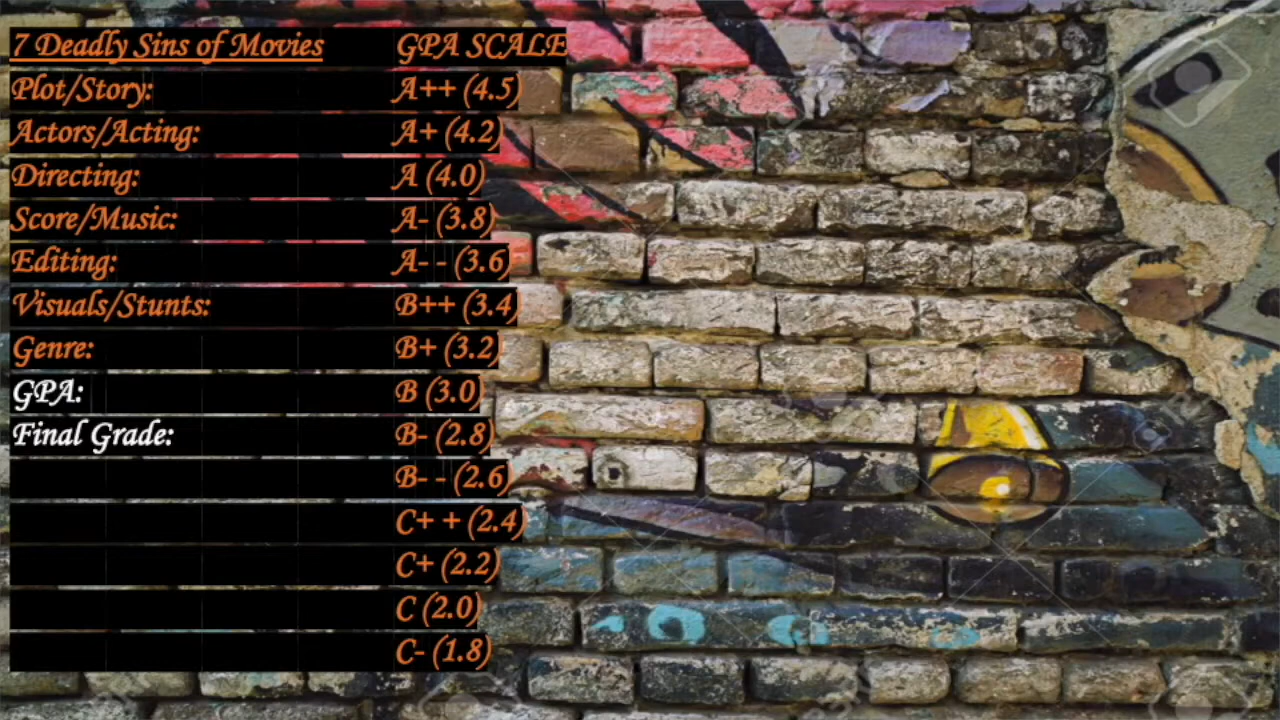 7 Deadly Sins of Movies GPA SCALE
Plot/Story: A++ (4.5)
Actors/Acting: A+ (4.2)
Directing: A (4.0)
Score/Music: A- (3.8)
Editing: A- - (3.6)
Visuals/Stunts: B++ (3.4)
Genre: B+ (3.2)
GPA: B (3.0)
Final Grade: B- (2.8)
B- - (2.6)
C+ + (2.4)
C+ (2.2)
C (2.0)
C- (1.8)